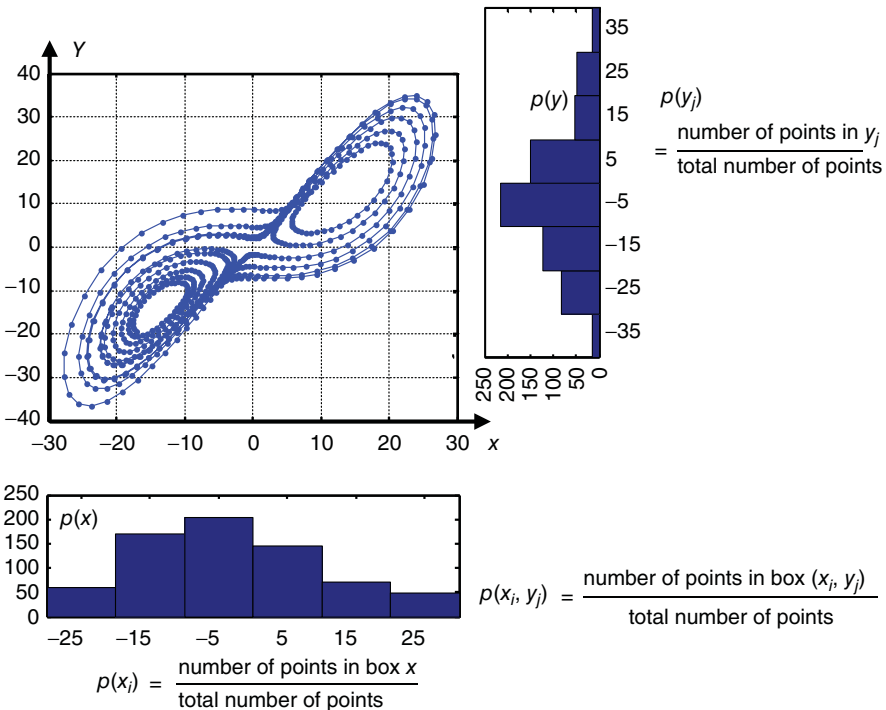 Y
40
30
20
10
0
−10
−20
−30
−40
−30 −20 −10 0 10 20 30 x
p(y)
35
25
15
5
−5
−15
−25
−35
250 200 150 100 50 0
p(yj)
= number of points in yj
total number of points
250
200
150
100
50
0
p(x)
−25 −15 −5 5 15 25
p(xi) = number of points in box x
total number of points
p(xi, yj) = number of points in box (xi, yj)
total number of points